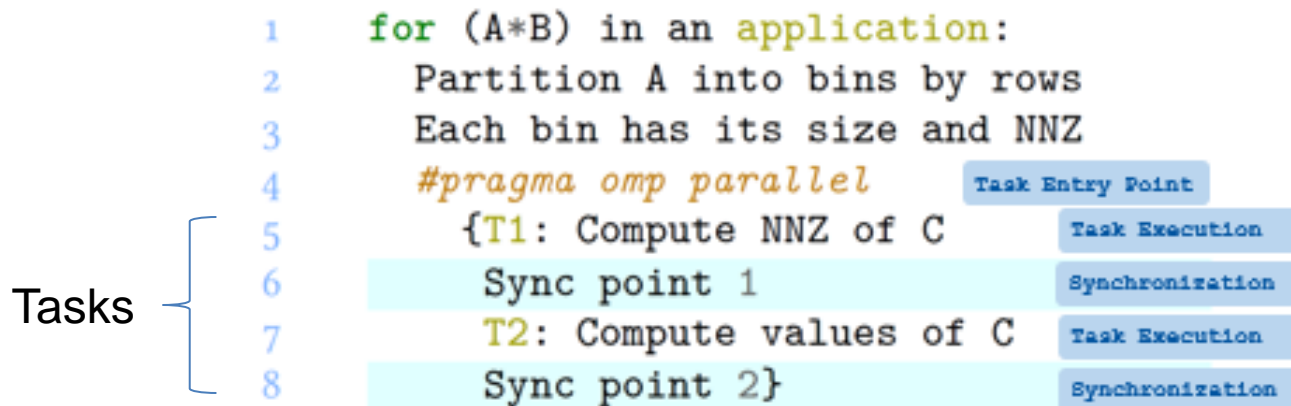 1 for (A*B) in an application:
2 Partition A into bins by rows
3 Each bin has its size and NNZ
4 #pragma omp parallel Task Entry Point
5 {T1: Compute NNZ of C Task Execution
6 Sync point 1 Synchronization
Tasks
7 T2: Compute values of C Task Execution
8 Sync point 2} Synchronization